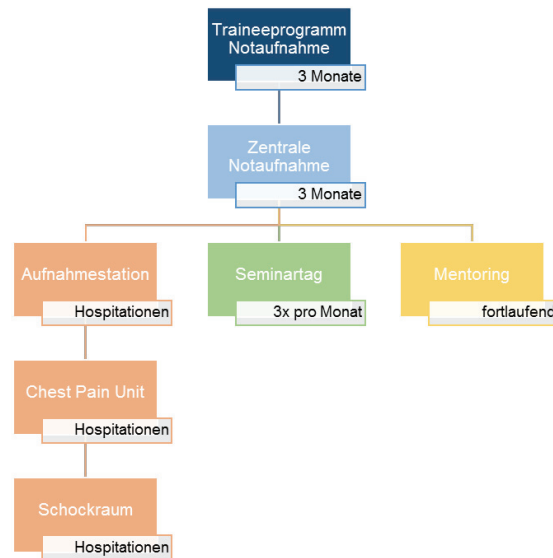 Traineeprogramm
Notaufnahme
3 Monate
Zentrale
Notaufnahme
3 Monate
Aufnahmestation
Hospitationen
Seminartag
3x pro Monat
Mentoring
fortlaufend
Chest Pain Unit
Hospitationen
Schockraum
Hospitationen